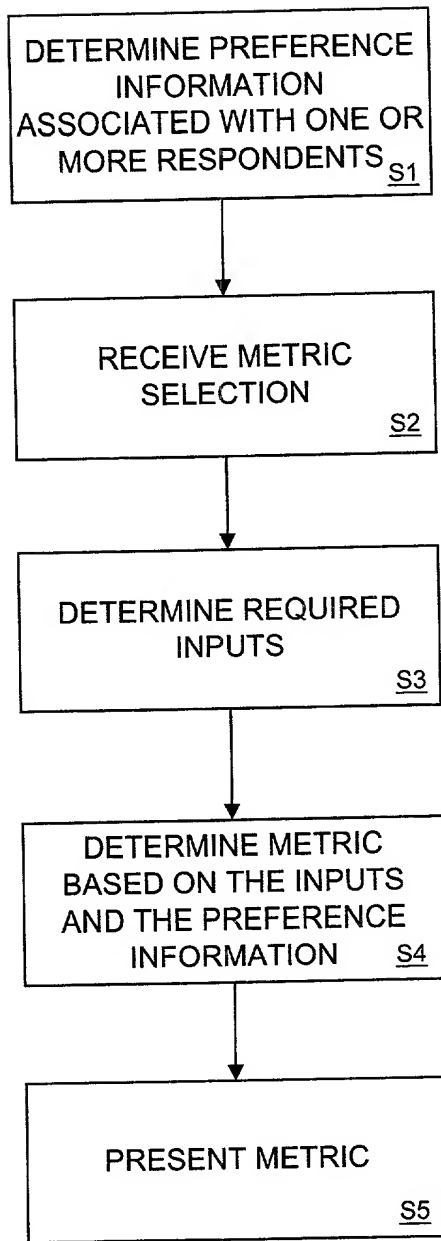 DETERMINE PREFERENCE
INFORMATION
ASSOCIATED WITH ONE OR
MORE RESPONDENTS
S1
RECEIVE METRIC
SELECTION
S2
DETERMINE REQUIRED
INPUTS
S3
DETERMINE METRIC
BASED ON THE INPUTS
AND THE PREFERENCE
INFORMATION
S4
PRESENT METRIC
S5